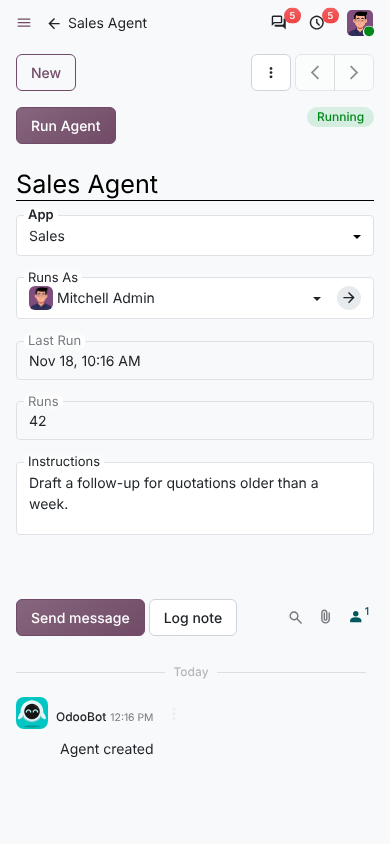 Sales Agent
5
5
New
Run Agent
Running
Sales Agent
App
Sales
Runs As
Mitchell Admin
Last Run
Nov 18, 10:16 AM
Runs
42
Instructions
Draft a follow-up for quotations older than a
week.
Send message
Log note
1
Today
OdooBot 12:16 PM
Agent created